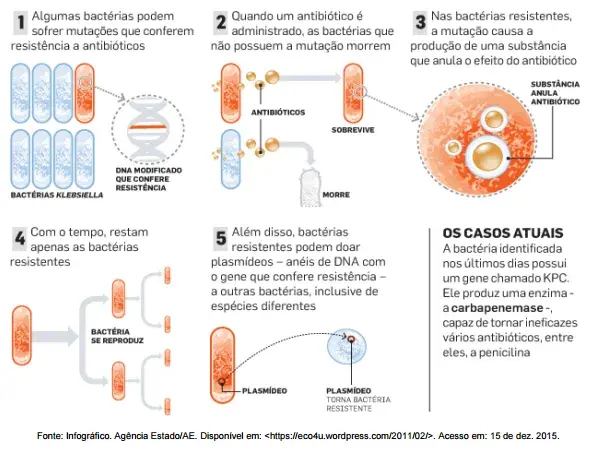 1 Algumas bactérias podem
sofrer mutações que conferem
resistência a antibióticos
BACTÉRIAS KLEBSIELLA
DNA MODIFICADO
QUE CONFERE
RESISTÊNCIA
2 Quando um antibiótico é
administrado, as bactérias que
não possuem a mutação morrem
ANTIBIÓTICOS
SOBREVIVE
MORRE
3 Nas bactérias resistentes,
a mutação causa a
produção de uma substância
que anula o efeito do antibiótico
SUBSTÂNCIA
ANULA
ANTIBIÓTICO
4 Com o tempo, restam
apenas as bactérias
resistentes
BACTÉRIA
SE REPRODUZ
5 Além disso, bactérias
resistentes podem doar
plasmídeos – anéis de DNA com
o gene que confere resistência –
a outras bactérias, inclusive de
espécies diferentes
PLASMÍDEO
PLASMÍDEO
TORNA BACTÉRIA
RESISTENTE
OS CASOS ATUAIS
A bactéria identificada
nos últimos dias possui
um gene chamado KPC.
Ele produz uma enzima -
a carbapenemase -,
capaz de tornar ineficazes
vários antibióticos, entre
eles, a penicilina
Fonte: Infográfico. Agência Estado/AE. Disponível em: <https://eco4u.wordpress.com/2011/02/>. Acesso em: 15 de dez. 2015.